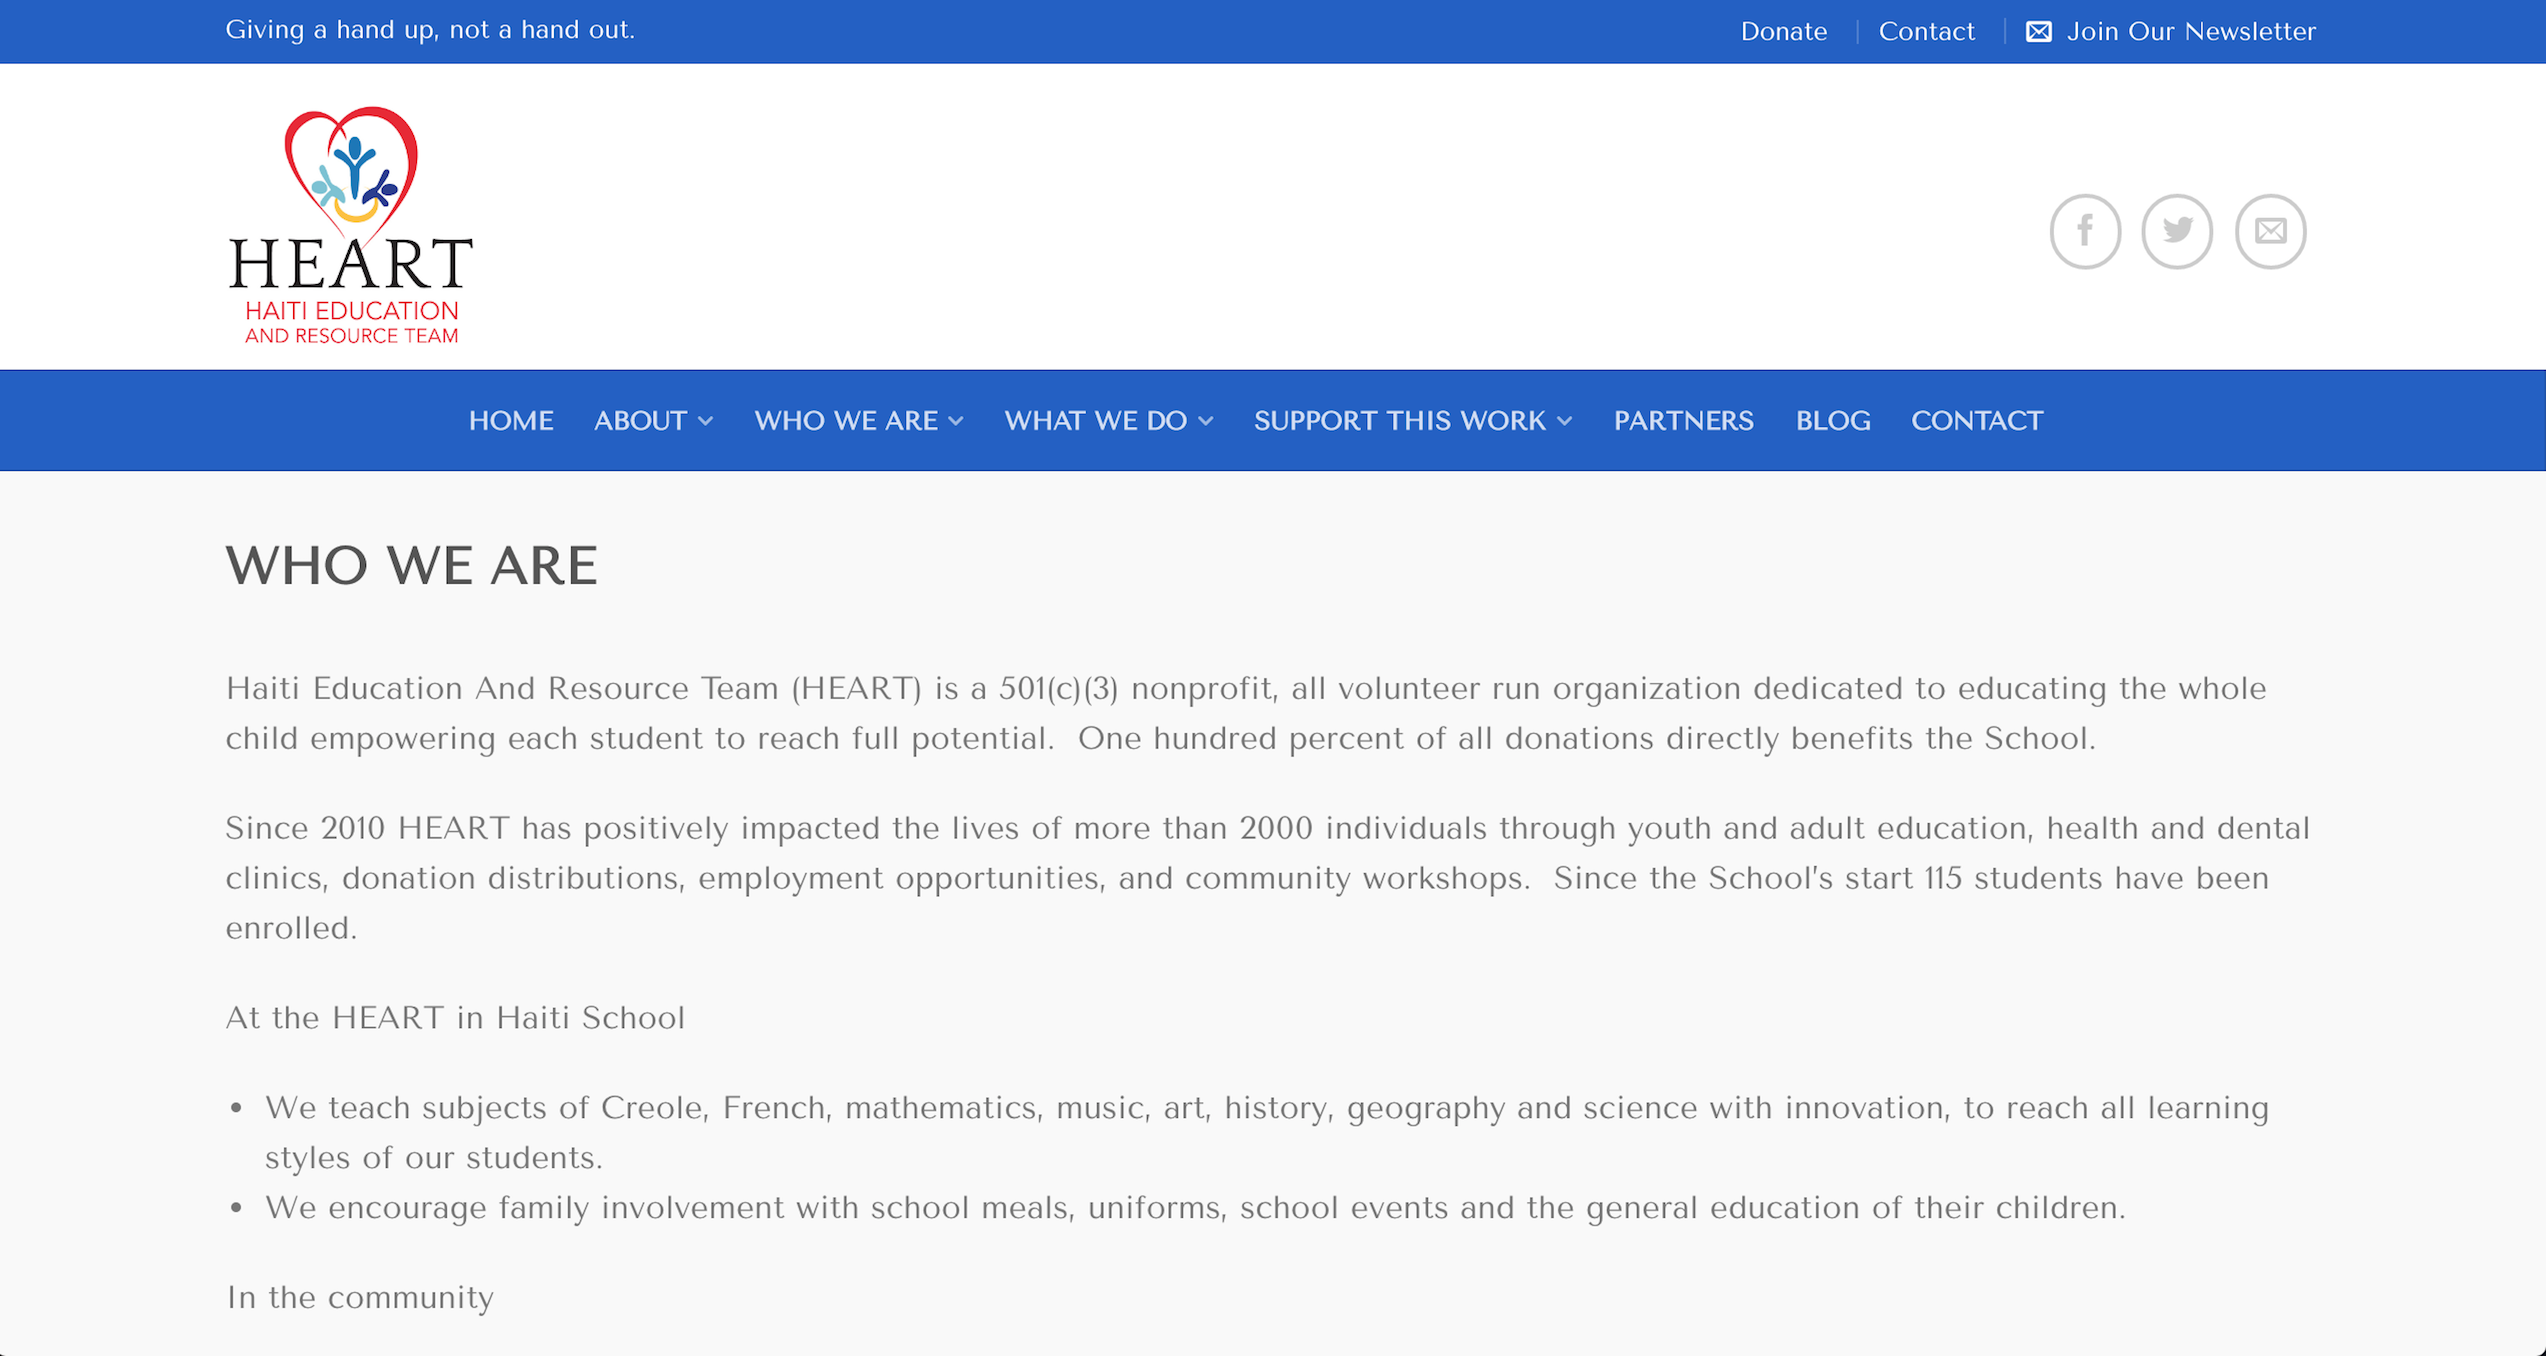 Giving a hand up, not a hand out.
Donate
Contact
Join Our Newsletter
HEART
HAITI EDUCATION
AND RESOURCE TEAM
HOME
ABOUT
WHO WE ARE
WHAT WE DO
SUPPORT THIS WORK
PARTNERS
BLOG
CONTACT
WHO WE ARE
Haiti Education And Resource Team (HEART) is a 501(c)(3) nonprofit, all volunteer run organization dedicated to educating the whole
child empowering each student to reach full potential.  One hundred percent of all donations directly benefits the School.
Since 2010 HEART has positively impacted the lives of more than 2000 individuals through youth and adult education, health and dental
clinics, donation distributions, employment opportunities, and community workshops.  Since the School’s start 115 students have been
enrolled.
At the HEART in Haiti School
• We teach subjects of Creole, French, mathematics, music, art, history, geography and science with innovation, to reach all learning
styles of our students.
• We encourage family involvement with school meals, uniforms, school events and the general education of their children.
In the community